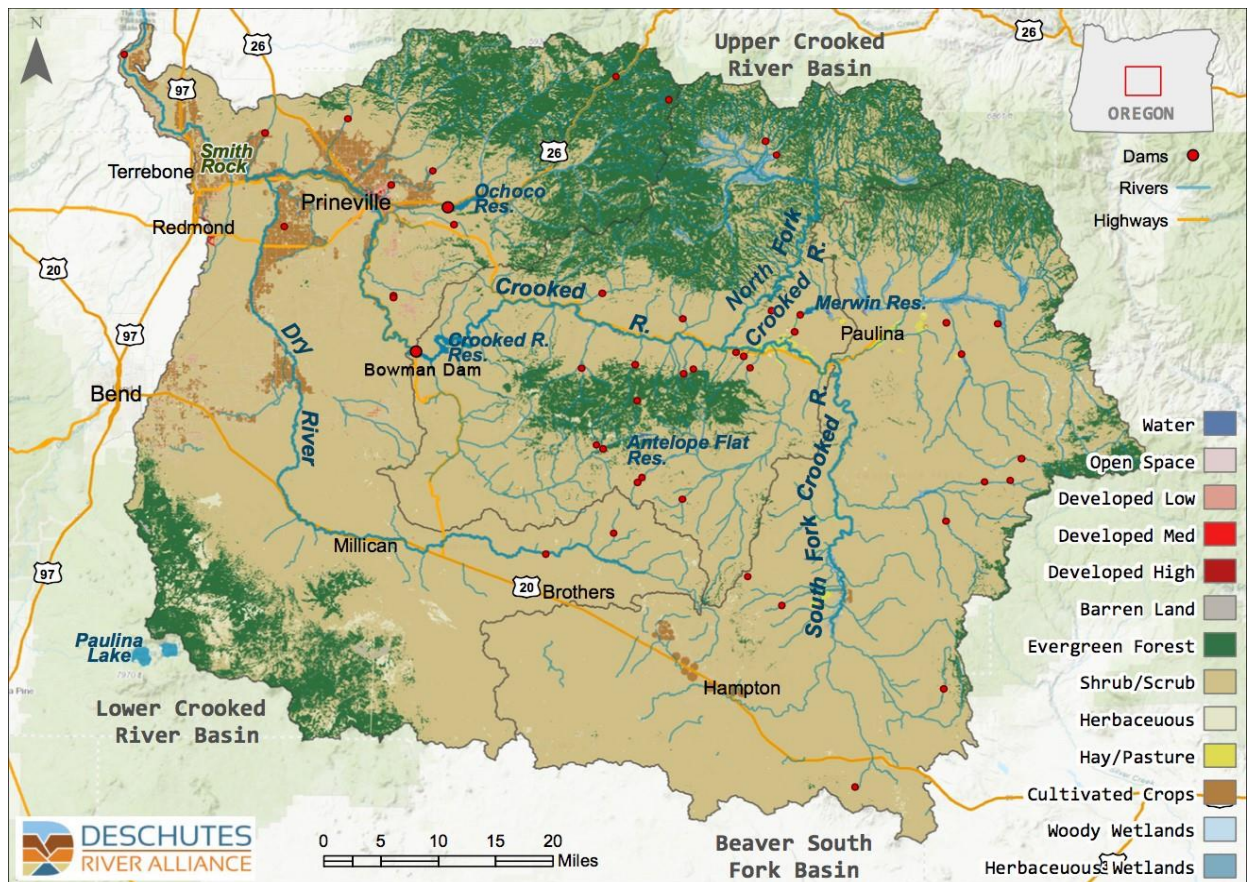 N
26
97
Upper Crooked
River Basin
26
OREGON
Dams
Rivers
Highways
26
Smith
Rock
Terrebone
Prineville
Ochoco
Res.
Redmond
20
North Fork
Crooked R.
Crooked
R.
Merwin Res.
Paulina
97
Dry
River
Crooked R.
Res.
Bowman Dam
Bend
South Fork Crooked R.
Antelope Flat
Res.
Millican
97
20
Brothers
Paulina
Lake
7970 ft
Hampton
Lower Crooked
River Basin
Water
Open Space
Developed Low
Developed Med
Developed High
Barren Land
Evergreen Forest
Shrub/Scrub
Herbaceuous
Hay/Pasture
Cultivated Crops
Woody Wetlands
Herbaceuous Wetlands
DESCHUTES
RIVER ALLIANCE
0 5 10 15 20
Miles
Beaver South
Fork Basin